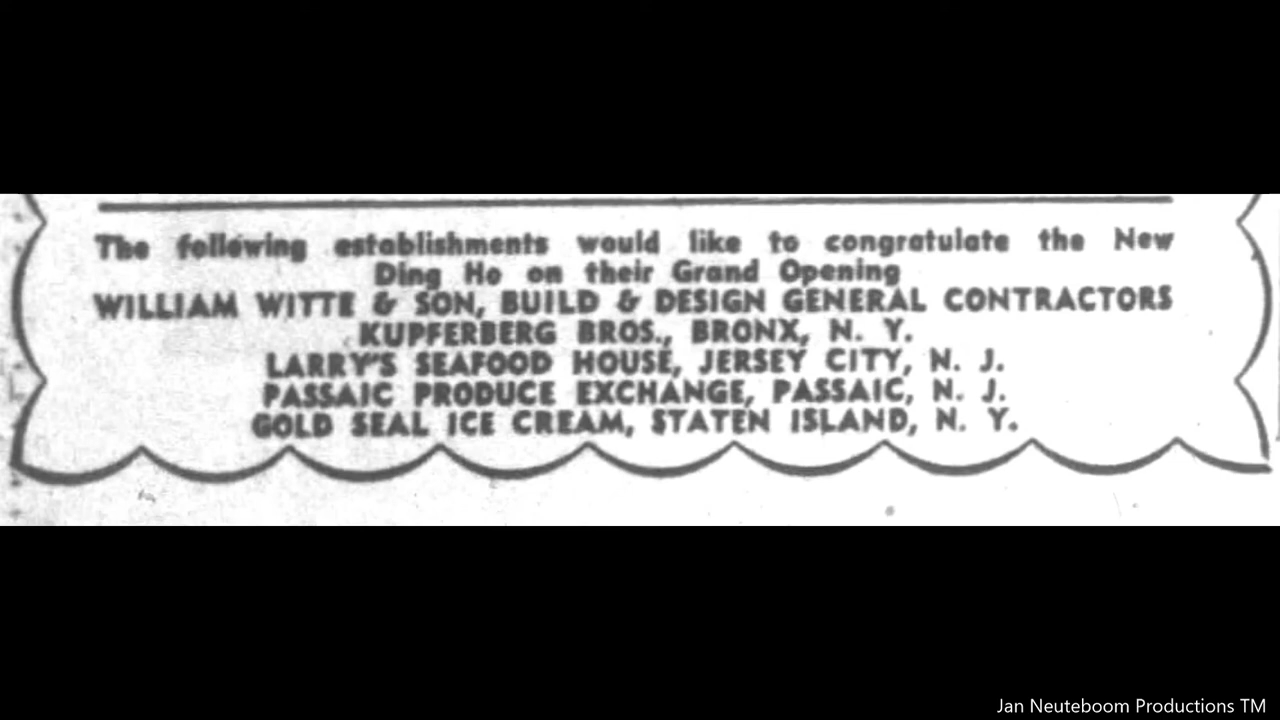 The following establishments would like to congratulate the New
Ding Ho on their Grand Opening
WILLIAM WITTE & SON, BUILD & DESIGN GENERAL CONTRACTORS
KUPFERBERG BROS., BRONX, N. Y.
LARRY'S SEAFOOD HOUSE, JERSEY CITY, N. J.
PASSAIC PRODUCE EXCHANGE, PASSAIC, N. J.
GOLD SEAL ICE CREAM, STATEN ISLAND, N. Y.
Jan Neuteboom Productions TM